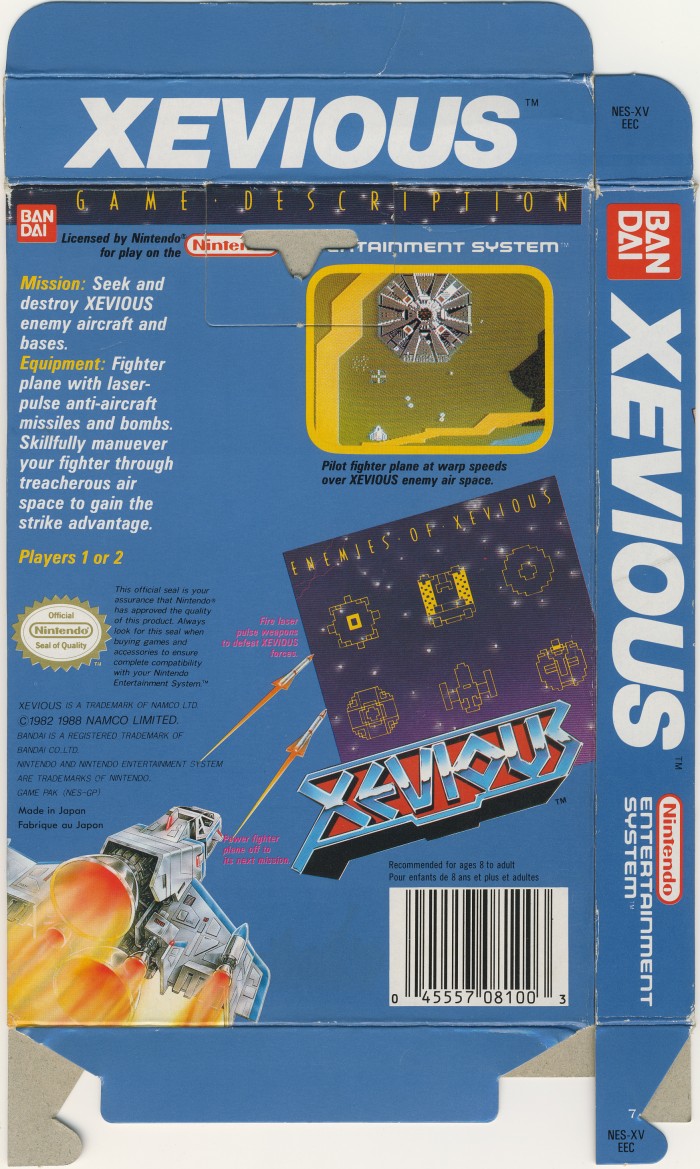 XEVIOUS™
NES-XV
EEC
GAME · DESCRIPTION
BAN
DAI
Licensed by Nintendo®
for play on the
Ninten
ENTERTAINMENT SYSTEM™
Mission: Seek and
destroy XEVIOUS
enemy aircraft and
bases.
Equipment: Fighter
plane with laser-
pulse anti-aircraft
missiles and bombs.
Skillfully manuever
your fighter through
treacherous air
space to gain the
strike advantage.
Players 1 or 2
Pilot fighter plane at warp speeds
over XEVIOUS enemy air space.
ENEMIES · OF · XEVIOUS
Official
Nintendo
Seal of Quality
™
This official seal is your
assurance that Nintendo®
has approved the quality
of this product. Always
look for this seal when
buying games and
accessories to ensure
complete compatibility
with your Nintendo
Entertainment System.™
Fire laser
pulse weapons
to defeat XEVIOUS
forces.
XEVIOUS IS A TRADEMARK OF NAMCO LTD.
©1982 1988 NAMCO LIMITED.
BANDAI IS A REGISTERED TRADEMARK OF
BANDAI CO.LTD.
NINTENDO AND NINTENDO ENTERTAINMENT SYSTEM
ARE TRADEMARKS OF NINTENDO.
GAME PAK (NES-GP)
Made in Japan
Fabrique au Japon
XEVIOUS™
Power fighter
plane off to
its next mission.
Recommended for ages 8 to adult
Pour enfants de 8 ans et plus et adultes
0 45557 08100 3
BAN
DAI
XEVIOUS™
Nintendo
ENTERTAINMENT
SYSTEM™
7
NES-XV
EEC